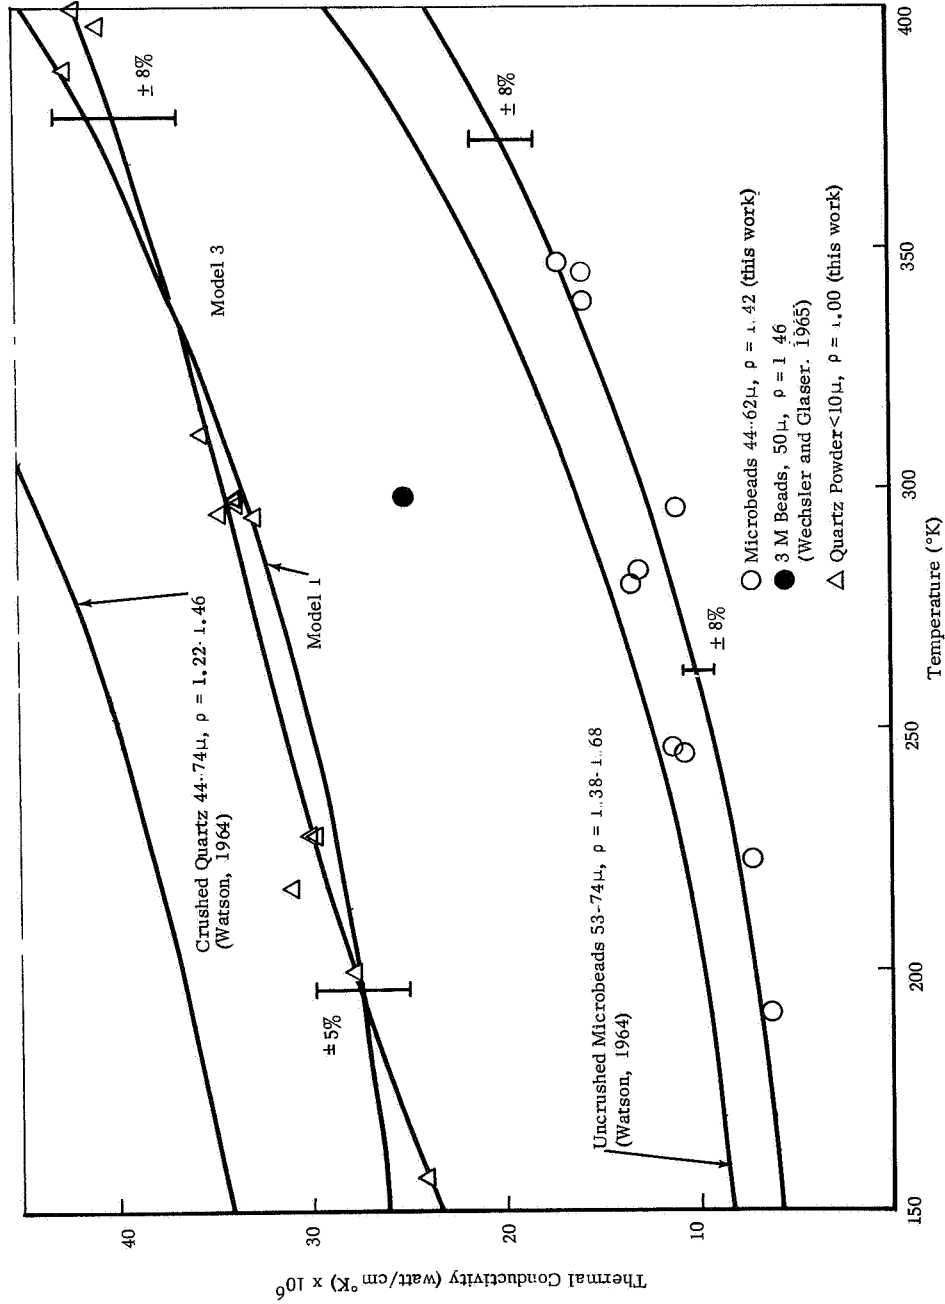 ± 8%
Model 3
± 8%
Crushed Quartz 44-74μ, ρ = 1.22-1.46
(Watson, 1964)
Model 1
± 5%
± 8%
Uncrushed Microbeads 53-74μ, ρ = 1.38-1.68
(Watson, 1964)
○ Microbeads 44-62μ, ρ = 1.42 (this work)
● 3 M Beads, 50μ, ρ = 1 46
(Wechsler and Glaser. 1965)
△ Quartz Powder<10μ, ρ = 1.00 (this work)
40
30
20
10
150
200
250
300
350
400
Temperature (°K)
Thermal Conductivity (watt/cm °K) x 10⁶